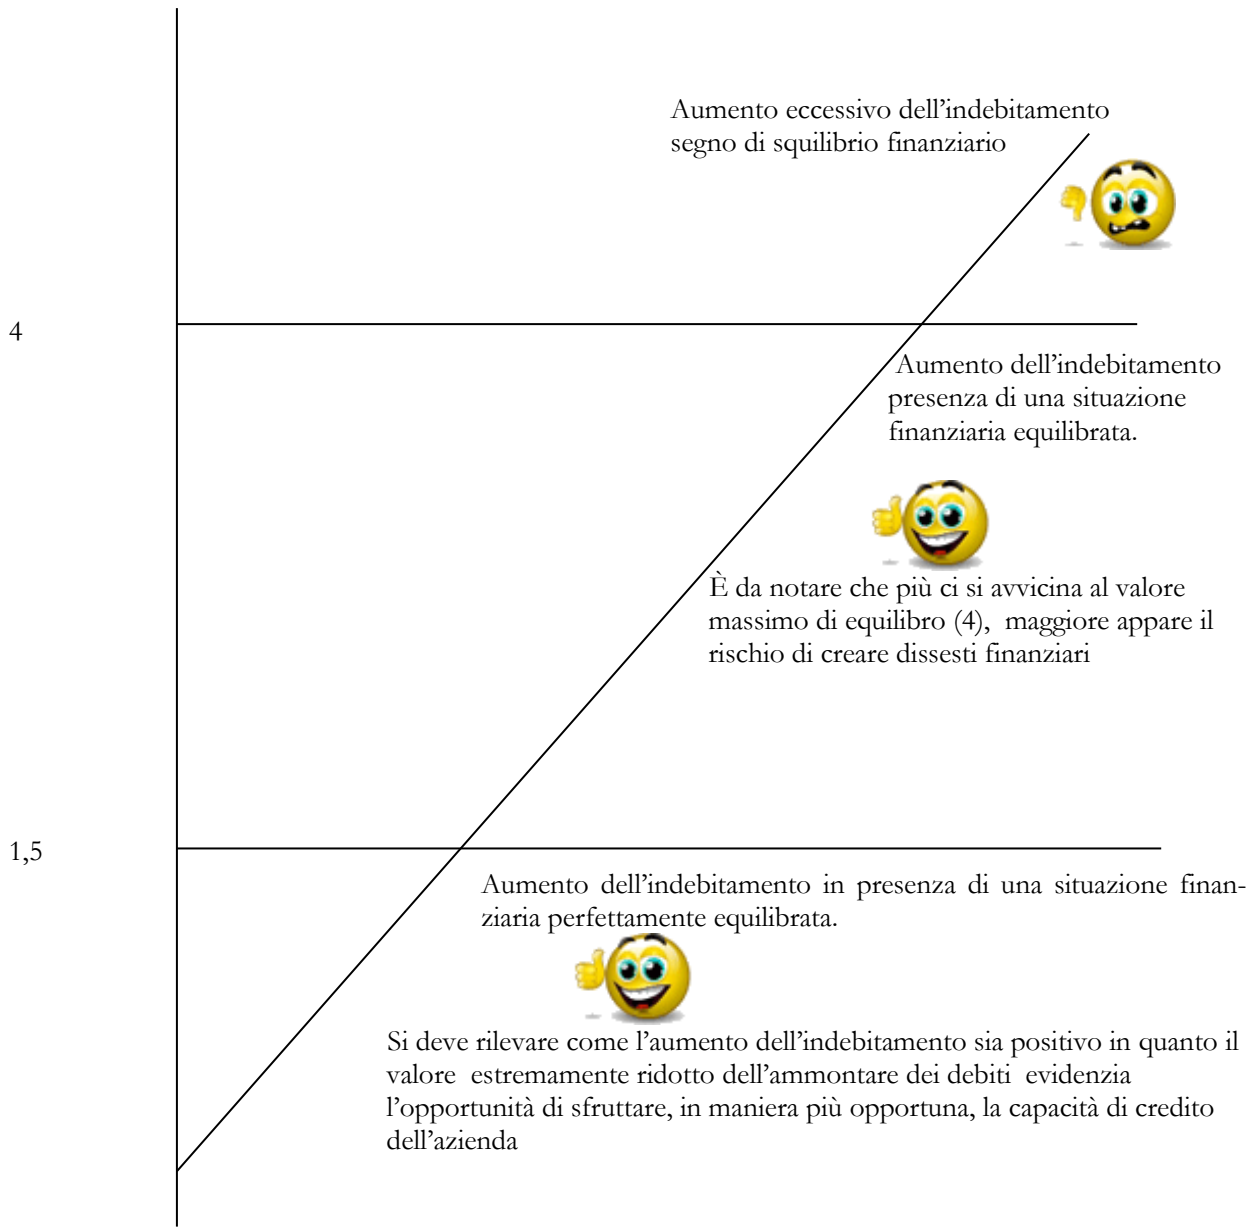 Aumento eccessivo dell’indebitamento
segno di squilibrio finanziario
4
Aumento dell’indebitamento
presenza di una situazione
finanziaria equilibrata.
È da notare che più ci si avvicina al valore
massimo di equilibro (4),  maggiore appare il
rischio di creare dissesti finanziari
1,5
Aumento dell’indebitamento in presenza di una situazione finan-
ziaria perfettamente equilibrata.
Si deve rilevare come l’aumento dell’indebitamento sia positivo in quanto il
valore  estremamente ridotto dell’ammontare dei debiti  evidenzia
l’opportunità di sfruttare, in maniera più opportuna, la capacità di credito
dell’azienda